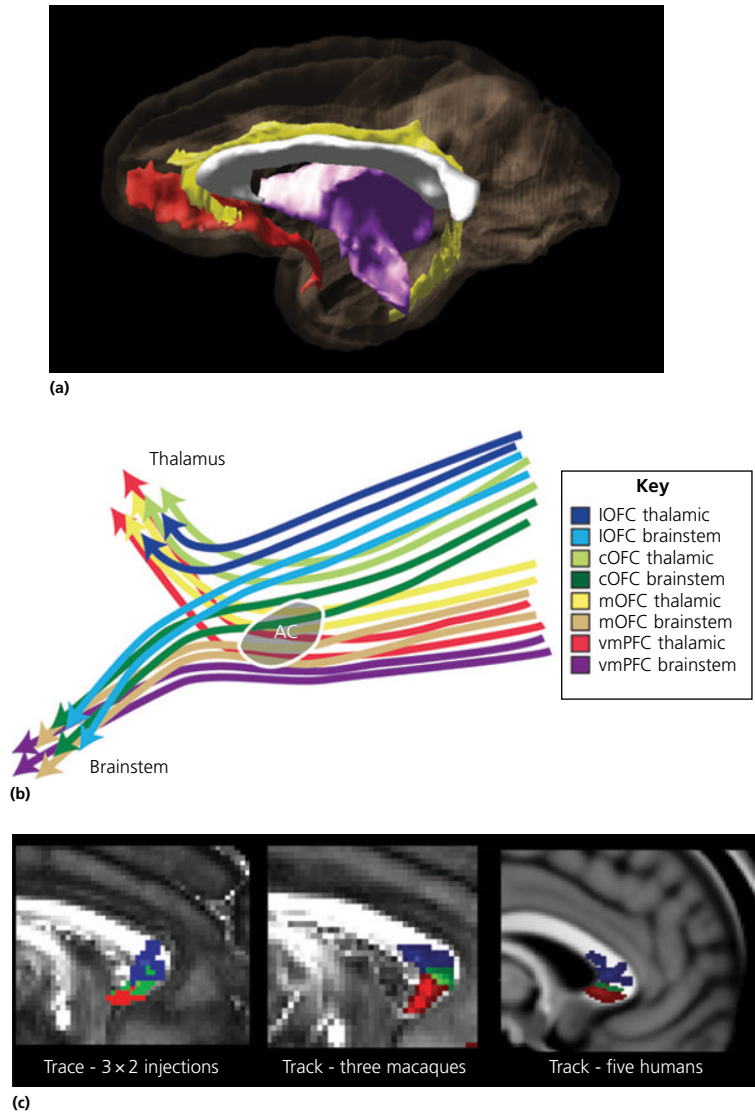 (a)
Thalamus
AC
Brainstem
(b)
Key
lOFC thalamic
lOFC brainstem
cOFC thalamic
cOFC brainstem
mOFC thalamic
mOFC brainstem
vmPFC thalamic
vmPFC brainstem
Trace - 3 × 2 injections
Track - three macaques
Track - five humans
(c)